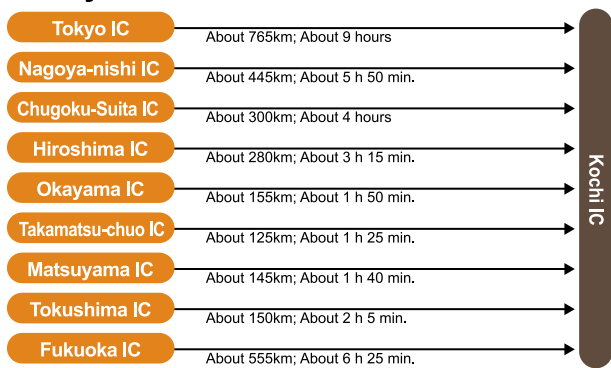 Tokyo IC
About 765km; About 9 hours
Nagoya-nishi IC
About 445km; About 5 h 50 min.
Chugoku-Suita IC
About 300km; About 4 hours
Hiroshima IC
About 280km; About 3 h 15 min.
Okayama IC
About 155km; About 1 h 50 min.
Takamatsu-chuo IC
About 125km; About 1 h 25 min.
Matsuyama IC
About 145km; About 1 h 40 min.
Tokushima IC
About 150km; About 2 h 5 min.
Fukuoka IC
About 555km; About 6 h 25 min.
Kochi IC